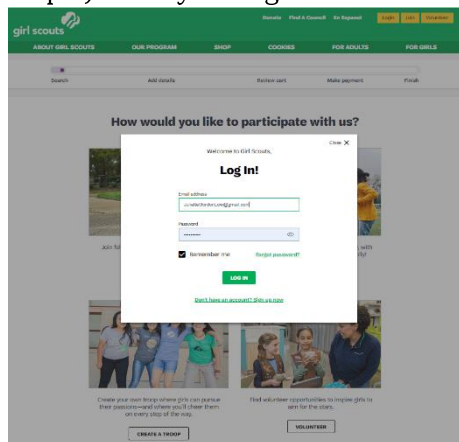 girl scouts
Donate Find A Council En Espanol Login Join Volunteer
ABOUT GIRL SCOUTS OUR PROGRAM SHOP COOKIES FOR ADULTS FOR GIRLS
Search Add details Review cart Make payment Finish
How would you like to participate with us?
Close X
Welcome to Girl Scouts,
Log In!
Email address
Password
Remember me Forgot password?
LOG IN
Don't have an account? Sign up now
Join
with
Create your own troop-where girls can pursue
their passions—and where you'll cheer them
on every step of the way.
CREATE A TROOP
Find volunteer opportunities to inspire girls to
aim for the stars.
VOLUNTEER